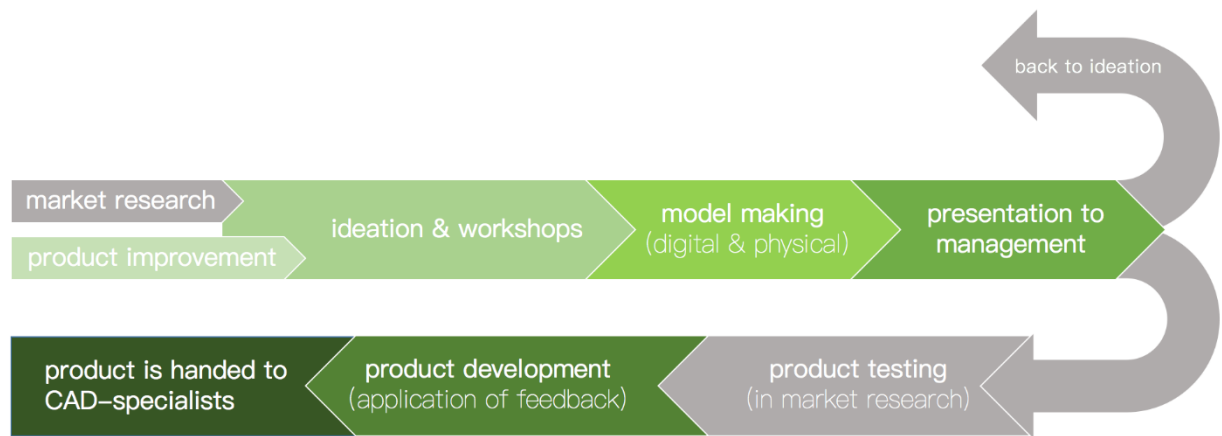 back to ideation
market research
product improvement
ideation & workshops
model making
(digital & physical)
presentation to
management
product is handed to
CAD-specialists
product development
(application of feedback)
product testing
(in market research)